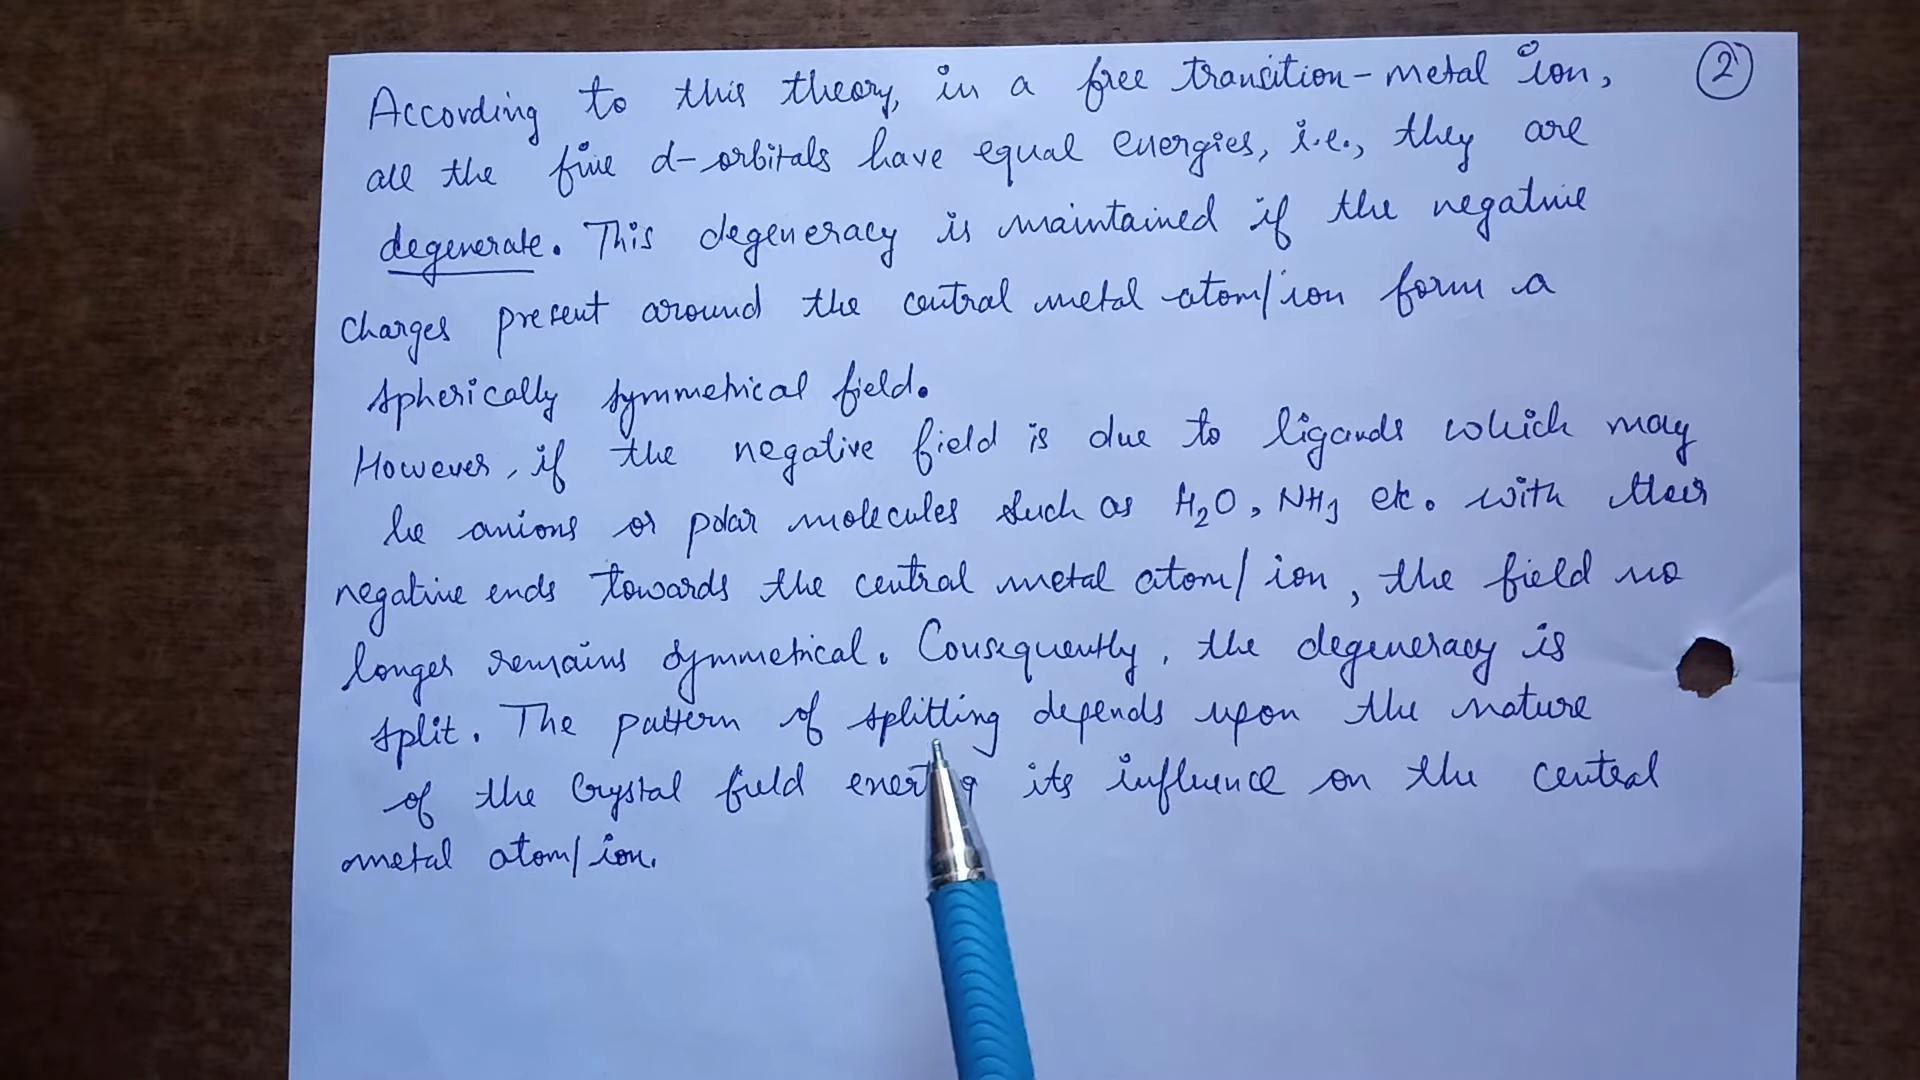 According to this theory, in a free transition-metal ion, ②
all the five d-orbitals have equal energies, i.e., they are
degenerate. This degeneracy is maintained if the negative
charges present around the central metal atom/ion form a
spherically symmetrical field.
However, if the negative field is due to ligands which may
be anions or polar molecules such as H₂O, NH₃ etc. with their
negative ends towards the central metal atom/ion, the field no
longer remains symmetrical. Consequently, the degeneracy is
split. The pattern of splitting depends upon the nature
of the crystal field its influence on the central
metal atom/ion.